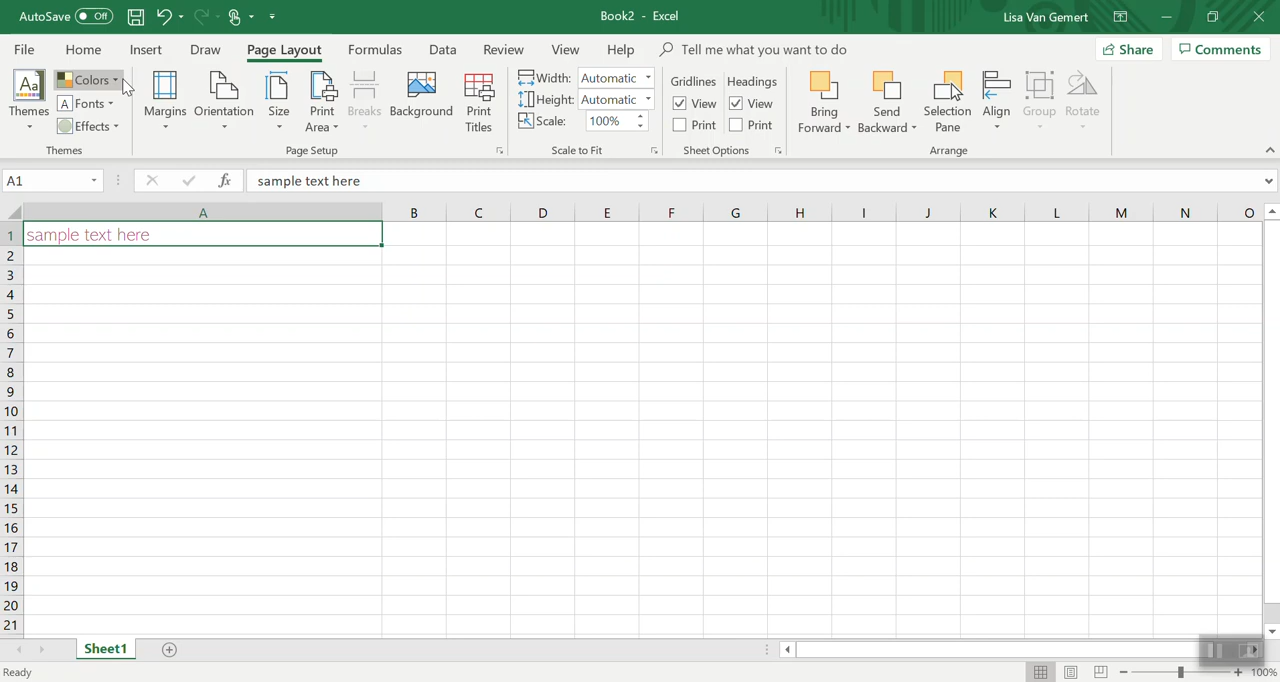 AutoSave Off Book2 - Excel Lisa Van Gemert
File Home Insert Draw Page Layout Formulas Data Review View Help Tell me what you want to do Share Comments
Aa Colors Width: Automatic Gridlines Headings
A Fonts Height: Automatic View View
Themes Effects Margins Orientation Size Print Area Breaks Background Print Titles Scale: 100% Print Print Bring Forward Send Backward Selection Pane Align Group Rotate
Themes Page Setup Scale to Fit Sheet Options Arrange
A1 fx sample text here
A B C D E F G H I J K L M N O
1 sample text here
2
3
4
5
6
7
8
9
10
11
12
13
14
15
16
17
18
19
20
21
Sheet1
Ready 100%